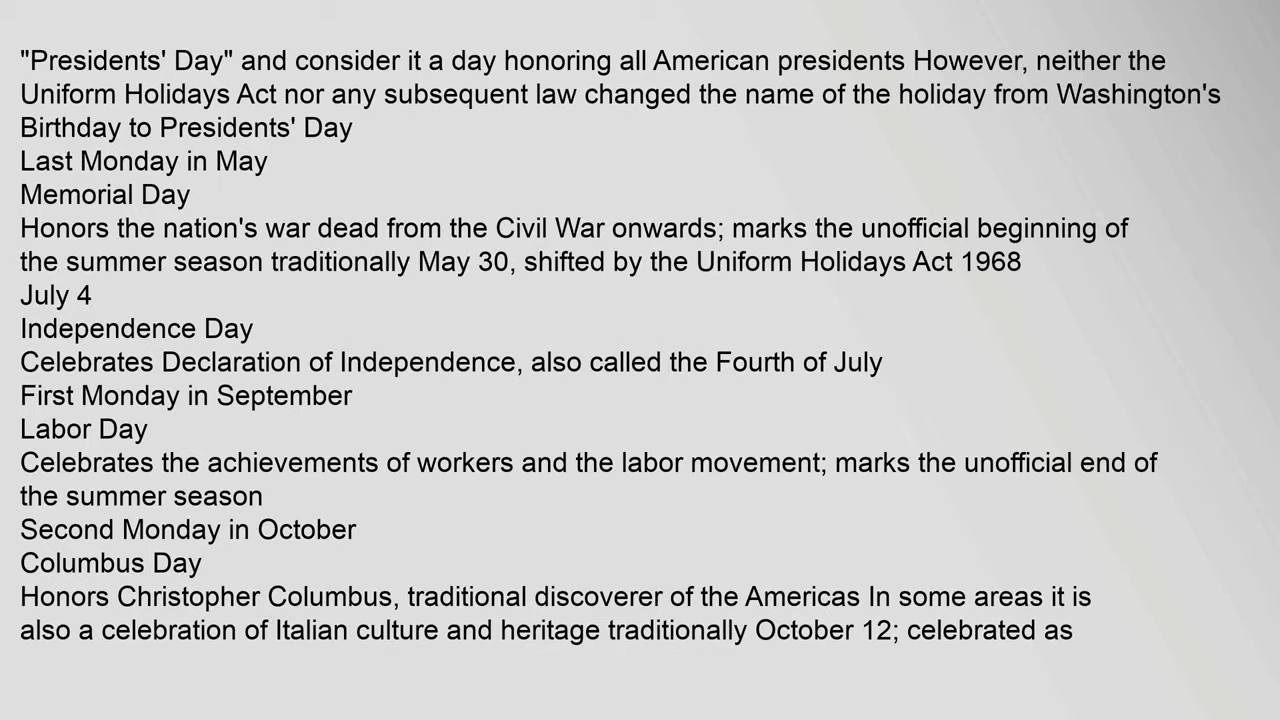 "Presidents' Day" and consider it a day honoring all American presidents However, neither the
Uniform Holidays Act nor any subsequent law changed the name of the holiday from Washington's
Birthday to Presidents' Day
Last Monday in May
Memorial Day
Honors the nation's war dead from the Civil War onwards; marks the unofficial beginning of
the summer season traditionally May 30, shifted by the Uniform Holidays Act 1968
July 4
Independence Day
Celebrates Declaration of Independence, also called the Fourth of July
First Monday in September
Labor Day
Celebrates the achievements of workers and the labor movement; marks the unofficial end of
the summer season
Second Monday in October
Columbus Day
Honors Christopher Columbus, traditional discoverer of the Americas In some areas it is
also a celebration of Italian culture and heritage traditionally October 12; celebrated as